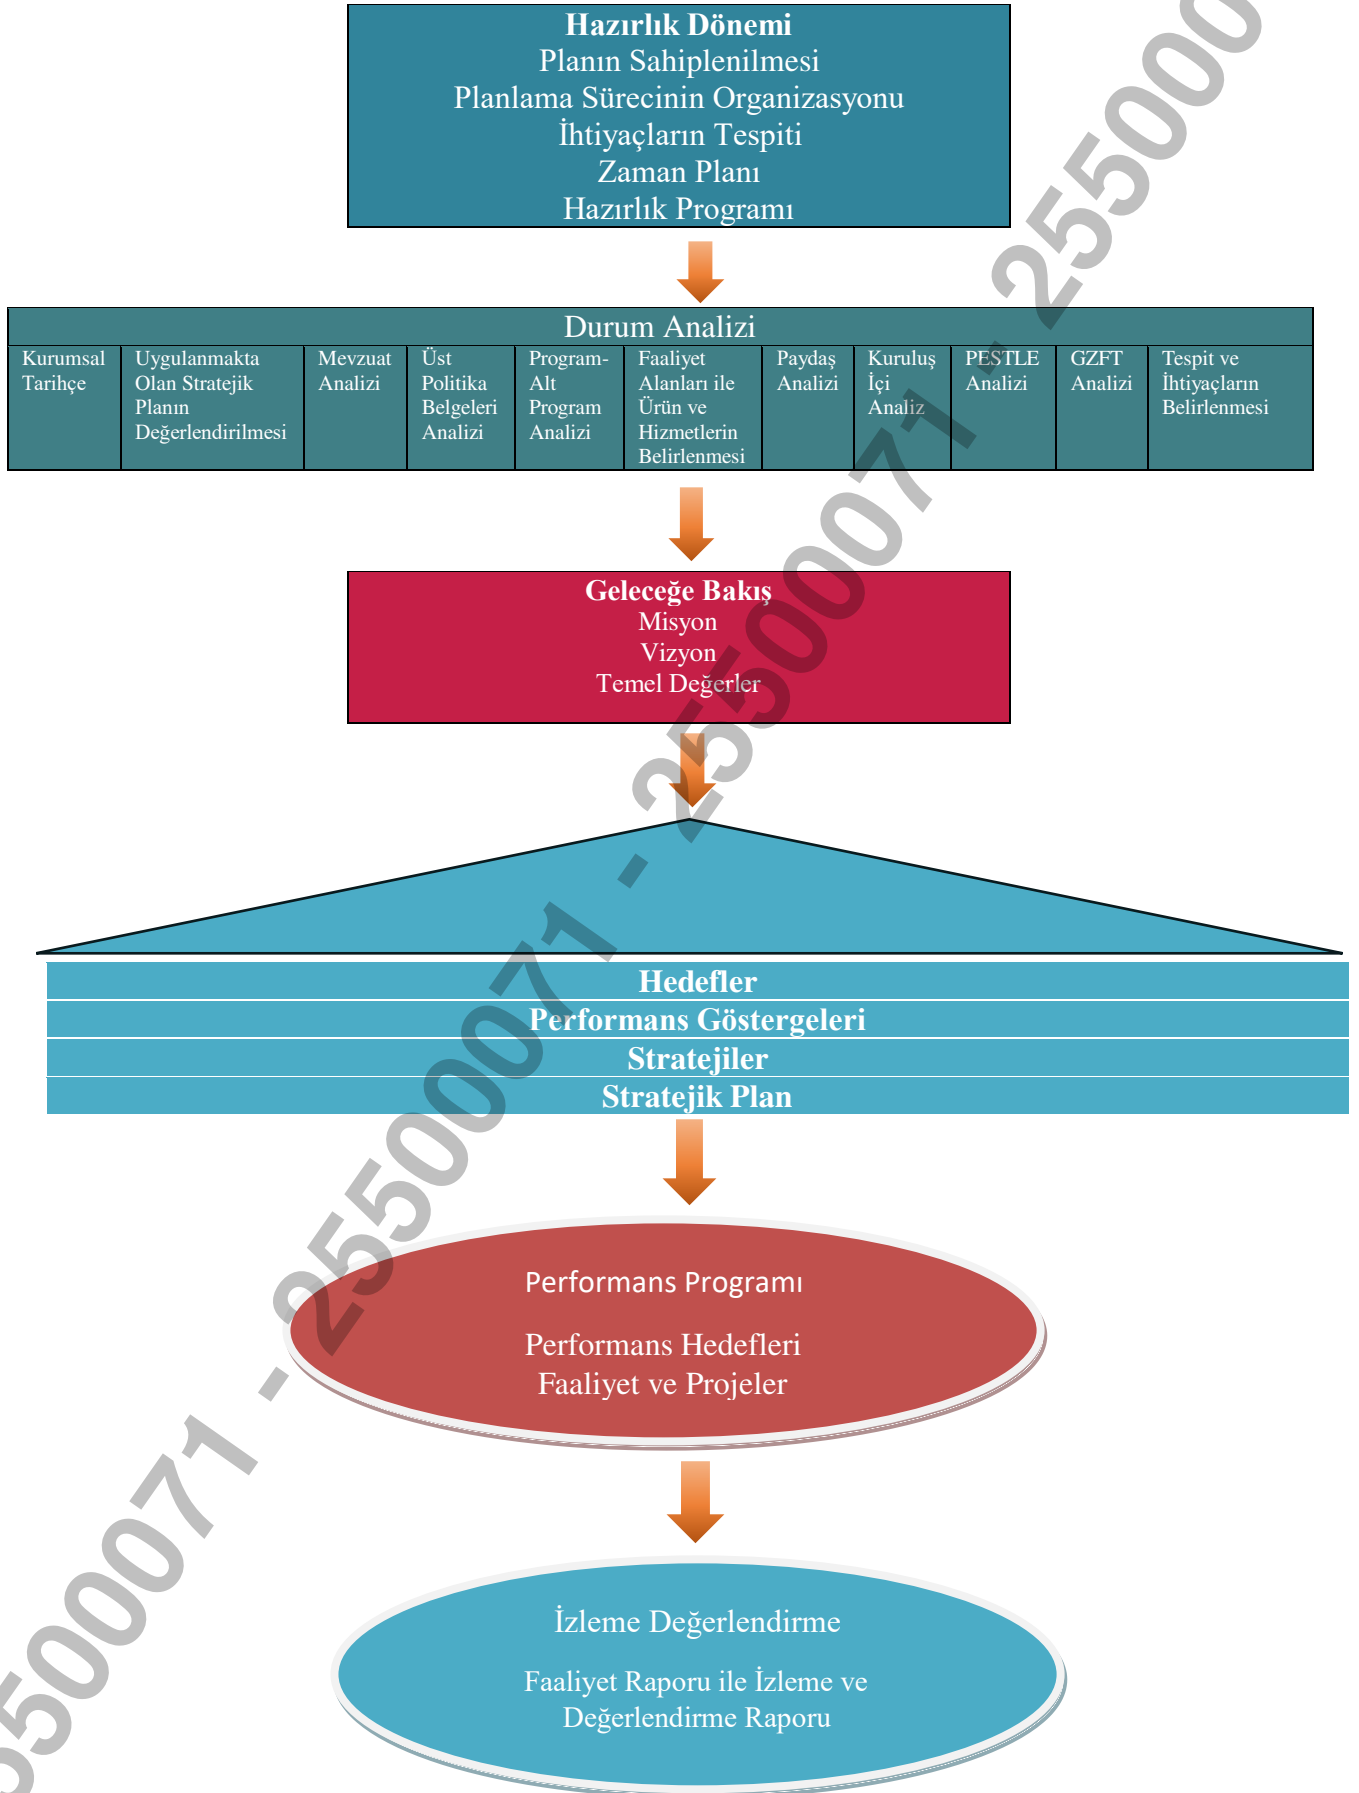 Hazırlık Dönemi
Planın Sahiplenilmesi
Planlama Sürecinin Organizasyonu
İhtiyaçların Tespiti
Zaman Planı
Hazırlık Programı
Durum Analizi
Kurumsal
Tarihçe
Uygulanmakta
Olan Stratejik
Planın
Değerlendirilmesi
Mevzuat
Analizi
Üst
Politika
Belgeleri
Analizi
Program-
Alt
Program
Analizi
Faaliyet
Alanları ile
Ürün ve
Hizmetlerin
Belirlenmesi
Paydaş
Analizi
Kuruluş
İçi
Analiz
PESTLE
Analizi
GZFT
Analizi
Tespit ve
İhtiyaçların
Belirlenmesi
Geleceğe Bakış
Misyon
Vizyon
Temel Değerler
Hedefler
Performans Göstergeleri
Stratejiler
Stratejik Plan
Performans Programı
Performans Hedefleri
Faaliyet ve Projeler
İzleme Değerlendirme
Faaliyet Raporu ile İzleme ve
Değerlendirme Raporu
25500071 - 25500071 - 25500071 - 25500071